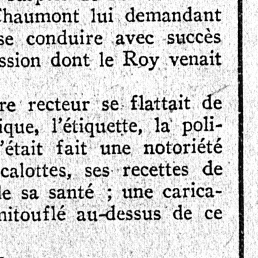 Chaumont lui demandant
se conduire avec succès
ssion dont le Roy venait
re recteur se flattait de
ique, l'étiquette, la poli-
'était fait une notoriété
calottes, ses recettes de
de sa santé ; une carica-
mitouflé au-dessus de ce